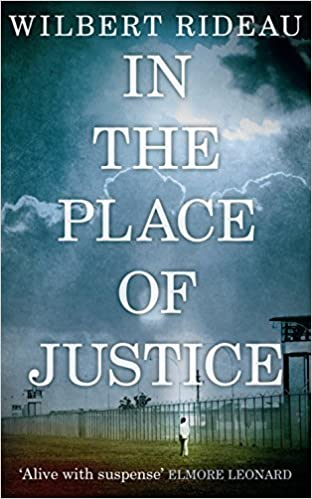 WILBERT RIDEAU
IN
THE
PLACE
OF
JUSTICE
‘Alive with suspense’ ELMORE LEONARD